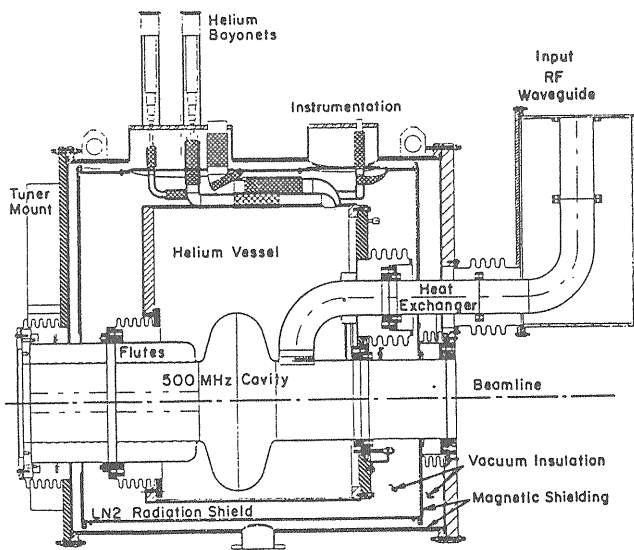 Helium
Bayonets
Input
RF
Waveguide
Instrumentation
Tuner
Mount
Helium Vessel
Heat
Exchanger
Flutes
500 MHz Cavity
Beamline
Vacuum Insulation
Magnetic Shielding
LN2 Radiation Shield